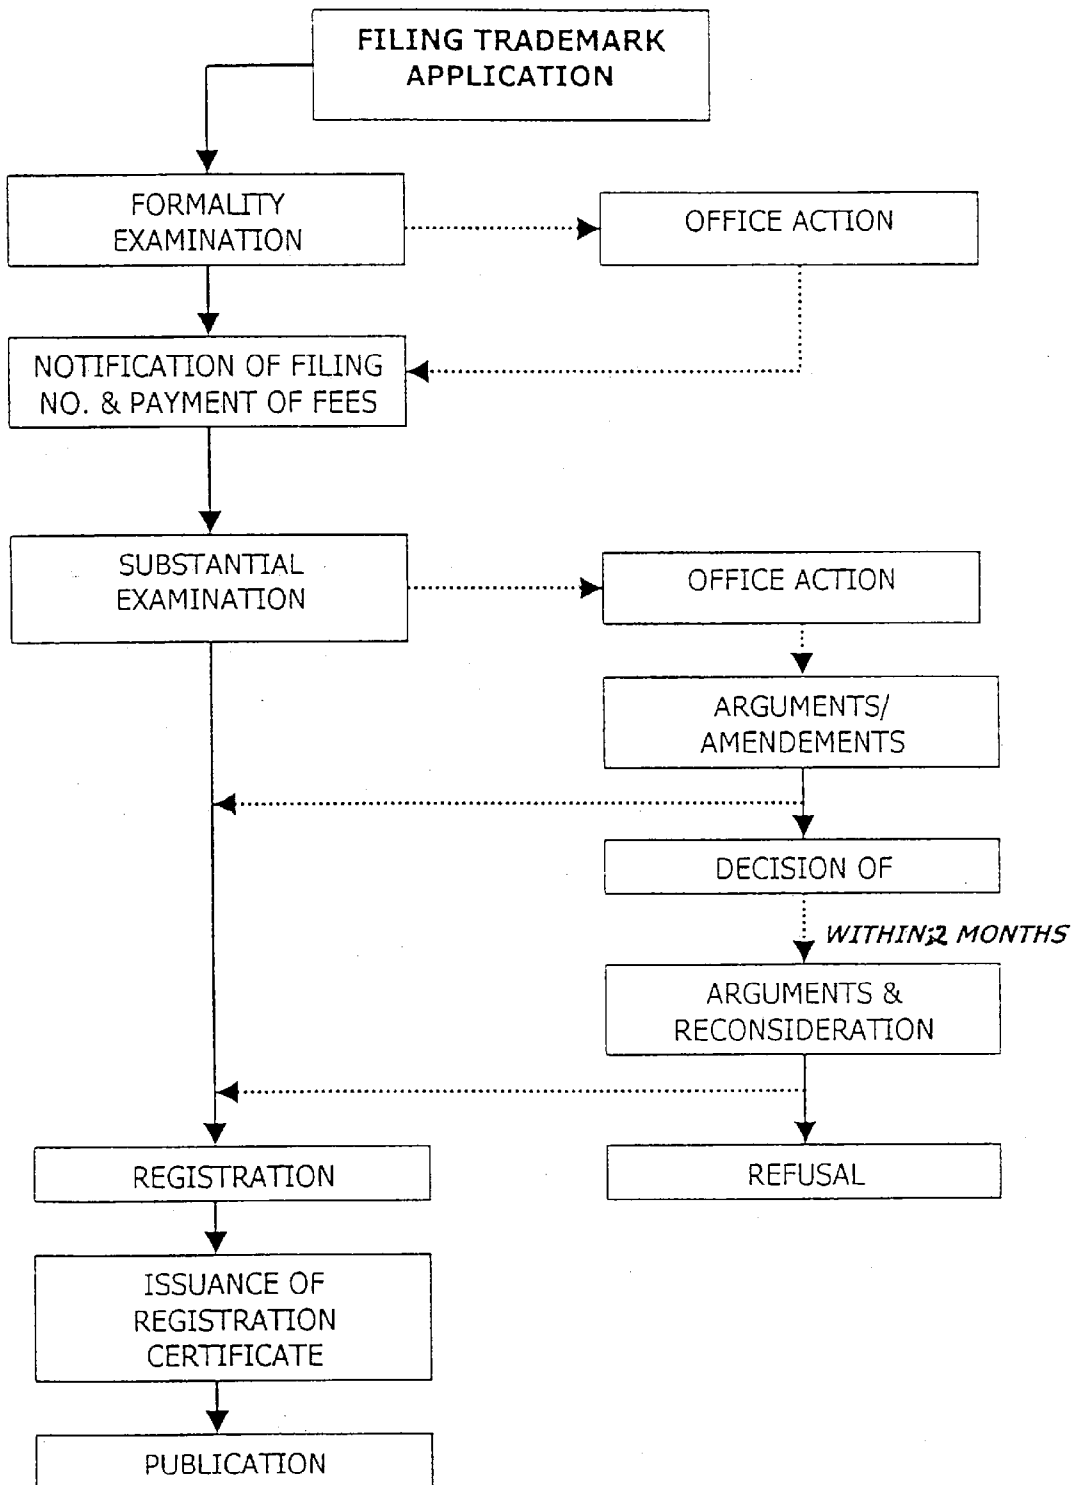 FILING TRADEMARK
APPLICATION
FORMALITY
EXAMINATION
OFFICE ACTION
NOTIFICATION OF FILING
NO. & PAYMENT OF FEES
SUBSTANTIAL
EXAMINATION
OFFICE ACTION
ARGUMENTS/
AMENDEMENTS
DECISION OF
WITHIN 2 MONTHS
ARGUMENTS &
RECONSIDERATION
REGISTRATION
REFUSAL
ISSUANCE OF
REGISTRATION
CERTIFICATE
PUBLICATION